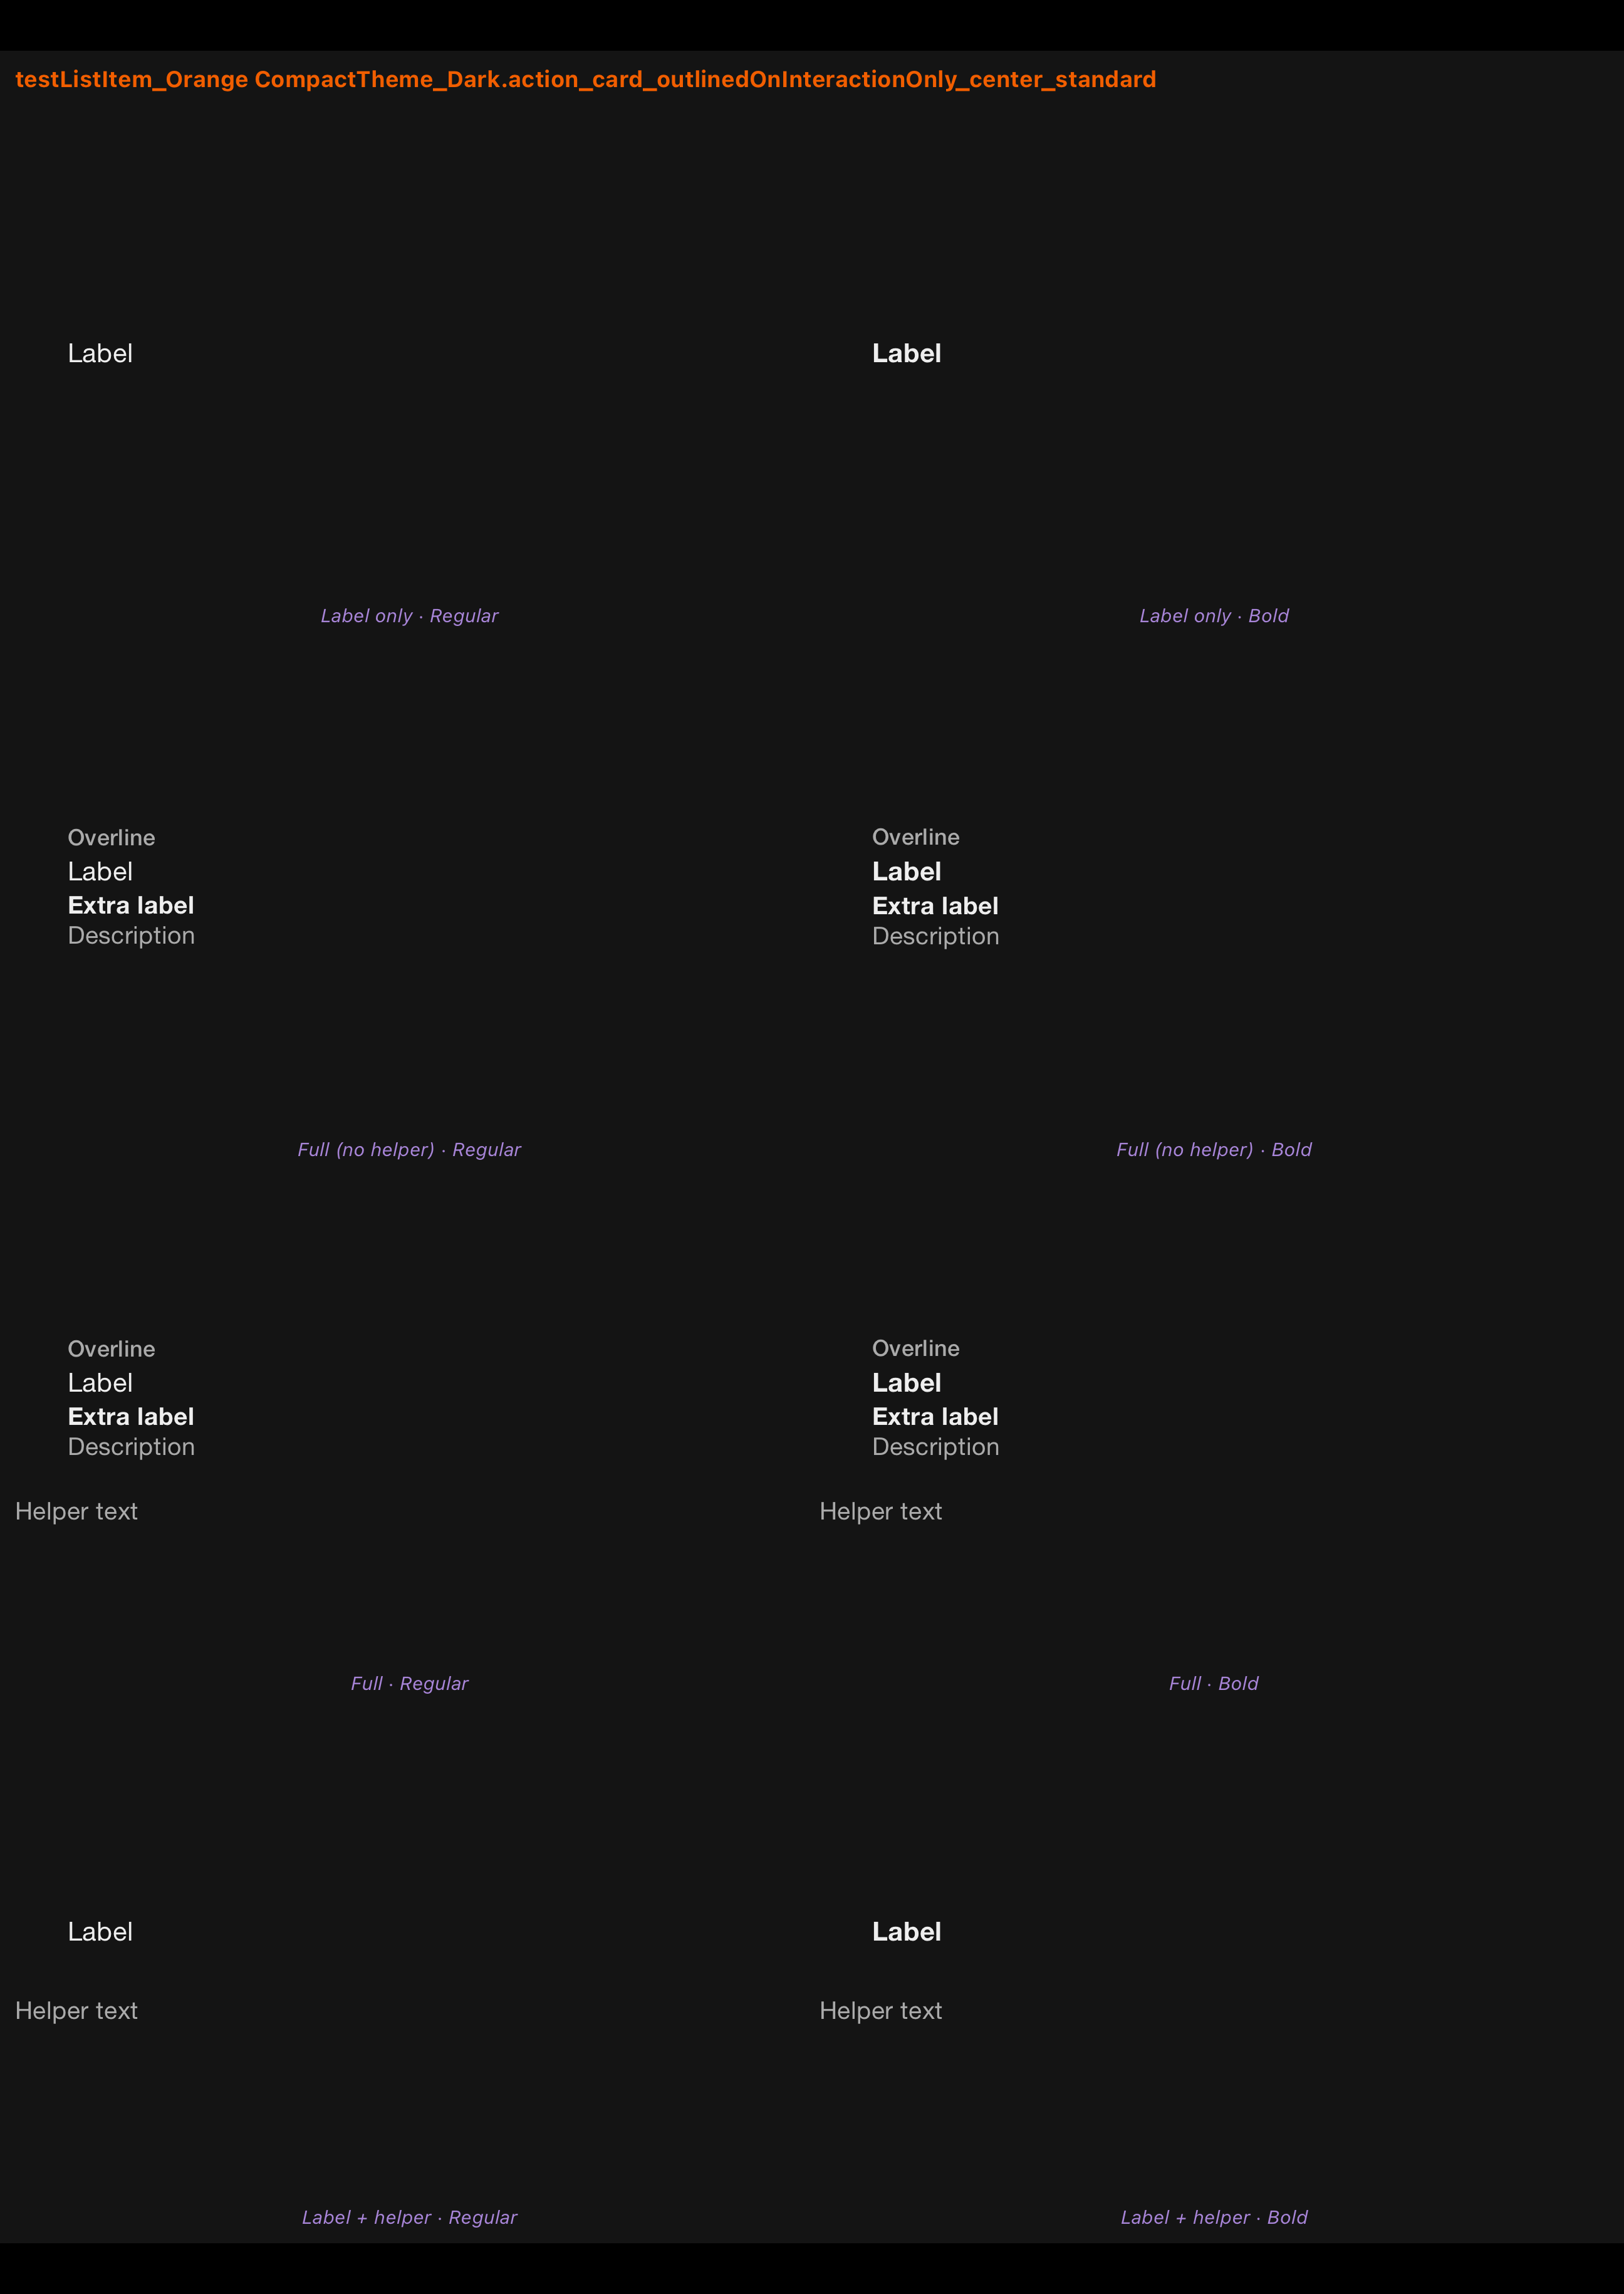 testListItem_Orange CompactTheme_Dark.action_card_outlinedOnInteractionOnly_center_standard
Label
Label
Label only · Regular
Label only · Bold
Overline
Label
Extra label
Description
Overline
Label
Extra label
Description
Full (no helper) · Regular
Full (no helper) · Bold
Overline
Label
Extra label
Description
Helper text
Overline
Label
Extra label
Description
Helper text
Full · Regular
Full · Bold
Label
Helper text
Label
Helper text
Label + helper · Regular
Label + helper · Bold